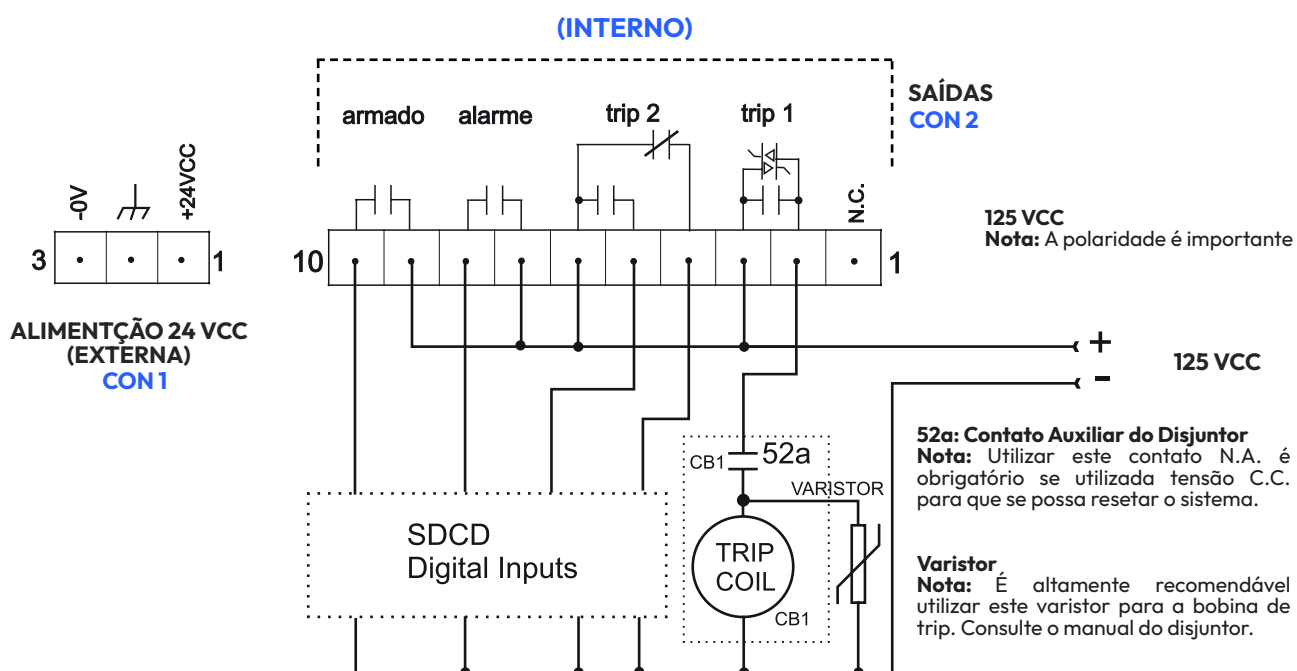 (INTERNO)
armado
alarme
trip 2
trip 1
SAÍDAS
CON 2
-0V
+24VCC
N.C.
3
1
10
1
125 VCC
Nota: A polaridade é importante
ALIMENTÇÃO 24 VCC
(EXTERNA)
CON 1
+
-
125 VCC
52a: Contato Auxiliar do Disjuntor
Nota: Utilizar este contato N.A. é
obrigatório se utilizada tensão C.C.
para que se possa resetar o sistema.
CB1
52a
VARISTOR
SDCD
Digital Inputs
TRIP
COIL
CB1
Varistor
Nota: É altamente recomendável
utilizar este varistor para a bobina de
trip. Consulte o manual do disjuntor.